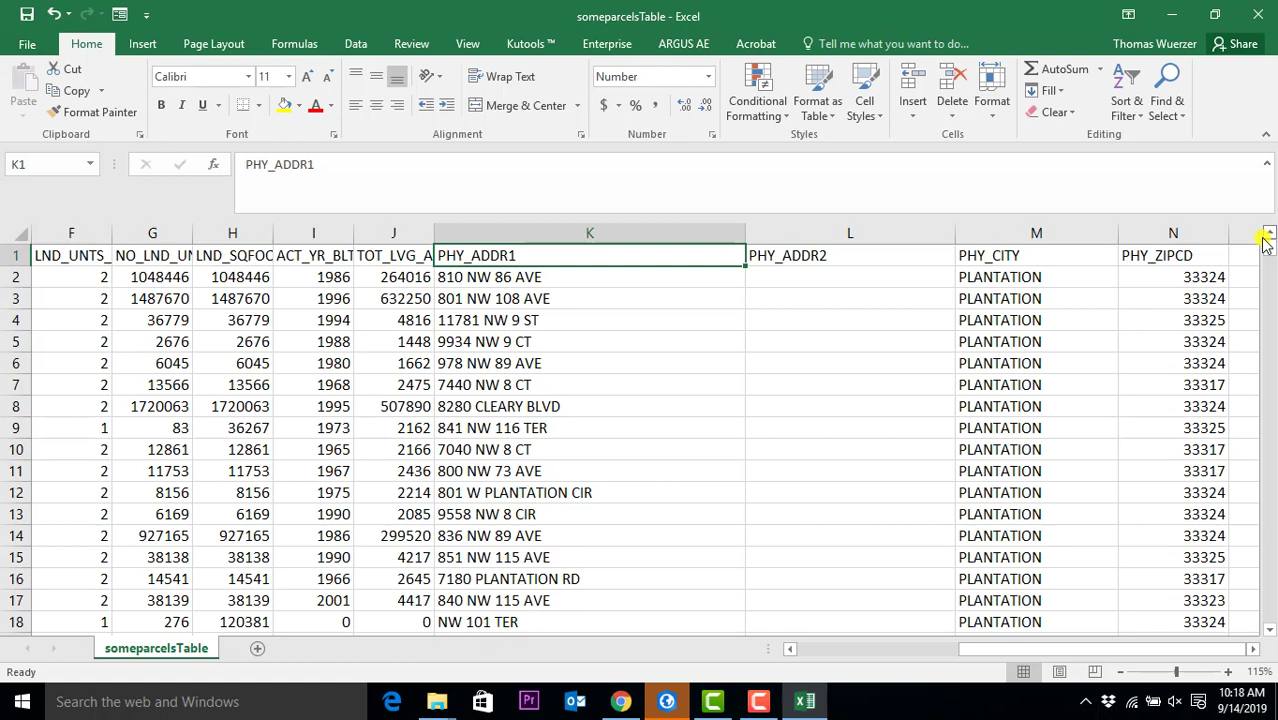 someparcelsTable - Excel
File Home Insert Page Layout Formulas Data Review View Kutools ™ Enterprise ARGUS AE Acrobat Tell me what you want to do... Thomas Wuerzer Share
Paste Cut Copy Format Painter Clipboard
Calibri 11 A A B I U A Font
Wrap Text Merge & Center Alignment
Number $ % , Number
Conditional Formatting Format as Table Cell Styles Styles
Insert Delete Format Cells
AutoSum Fill Clear Sort & Filter Find & Select Editing
K1 fx PHY_ADDR1
F G H I J K L M N
1 LND_UNTS_ NO_LND_UN LND_SQFOO ACT_YR_BLT TOT_LVG_A PHY_ADDR1 PHY_ADDR2 PHY_CITY PHY_ZIPCD
2 2 1048446 1048446 1986 264016 810 NW 86 AVE PLANTATION 33324
3 2 1487670 1487670 1996 632250 801 NW 108 AVE PLANTATION 33324
4 2 36779 36779 1994 4816 11781 NW 9 ST PLANTATION 33325
5 2 2676 2676 1988 1448 9934 NW 9 CT PLANTATION 33324
6 2 6045 6045 1980 1662 978 NW 89 AVE PLANTATION 33324
7 2 13566 13566 1968 2475 7440 NW 8 CT PLANTATION 33317
8 2 1720063 1720063 1995 507890 8280 CLEARY BLVD PLANTATION 33324
9 1 83 36267 1973 2162 841 NW 116 TER PLANTATION 33325
10 2 12861 12861 1965 2166 7040 NW 8 CT PLANTATION 33317
11 2 11753 11753 1967 2436 800 NW 73 AVE PLANTATION 33317
12 2 8156 8156 1975 2214 801 W PLANTATION CIR PLANTATION 33324
13 2 6169 6169 1990 2085 9558 NW 8 CIR PLANTATION 33324
14 2 927165 927165 1986 299520 836 NW 89 AVE PLANTATION 33324
15 2 38138 38138 1990 4217 851 NW 115 AVE PLANTATION 33325
16 2 14541 14541 1966 2645 7180 PLANTATION RD PLANTATION 33317
17 2 38139 38139 2001 4417 840 NW 115 AVE PLANTATION 33323
18 1 276 120381 0 0 NW 101 TER PLANTATION 33324
someparcelsTable
Ready 115%
Search the web and Windows Pr 10:18 AM
9/14/2019